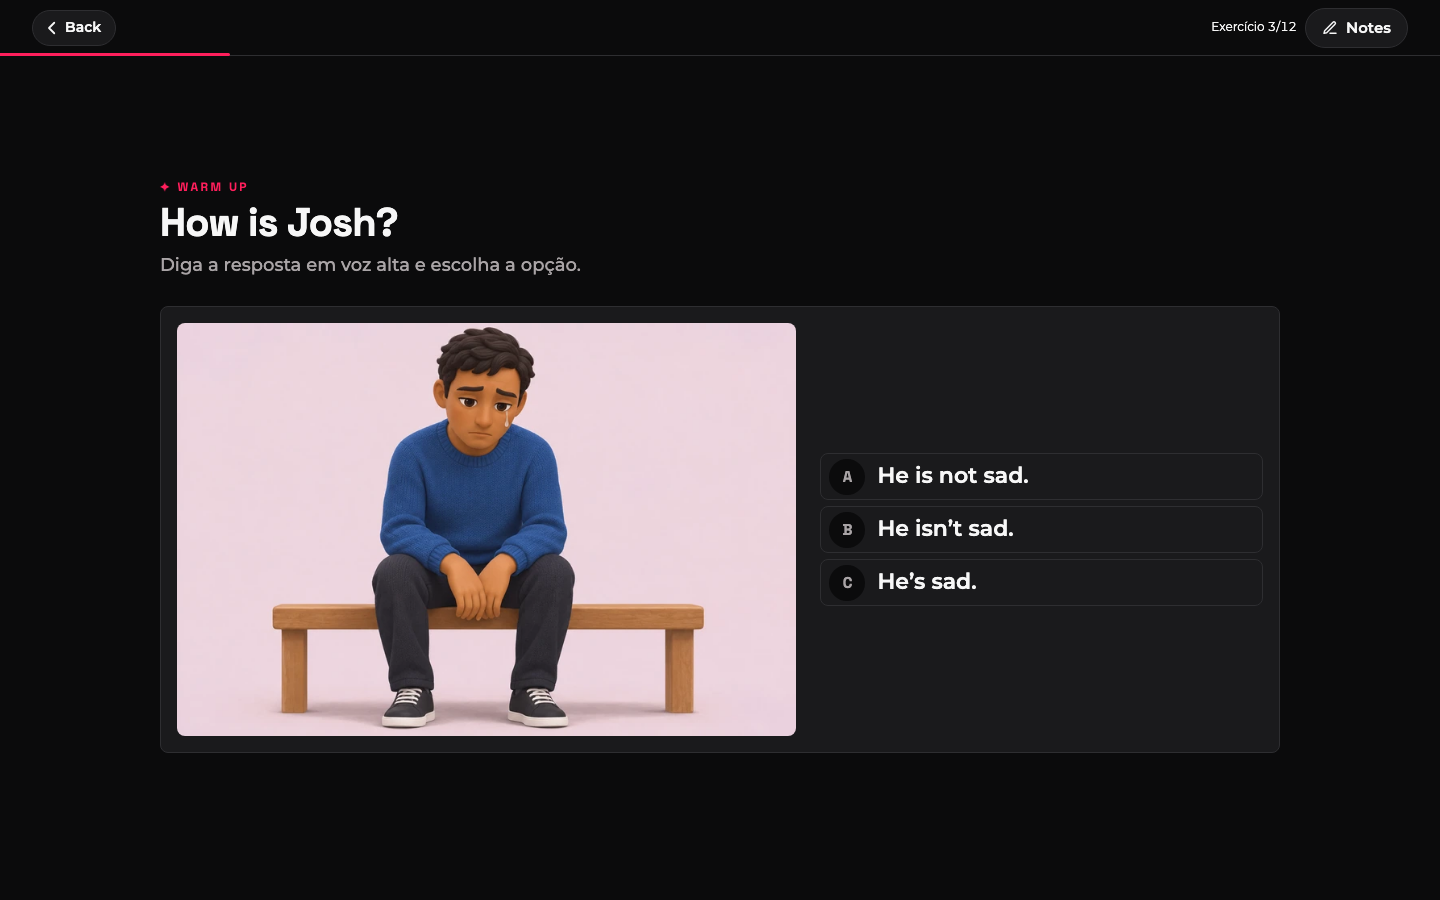 Back
Exercício 3/12
Notes
WARM UP
How is Josh?
Diga a resposta em voz alta e escolha a opção.
A He is not sad.
B He isn’t sad.
C He’s sad.